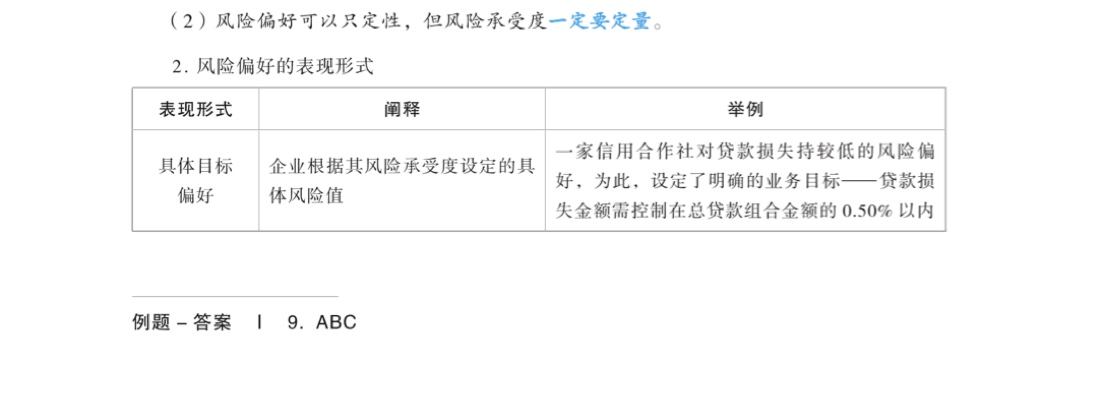 （2）风险偏好可以只定性，但风险承受度一定要定量。
2. 风险偏好的表现形式
表现形式 阐释 举例
具体目标
偏好
企业根据其风险承受度设定的具
体风险值
一家信用合作社对贷款损失持较低的风险偏
好，为此，设定了明确的业务目标——贷款损
失金额需控制在总贷款组合金额的 0.50% 以内
例题 – 答案 | 9. ABC